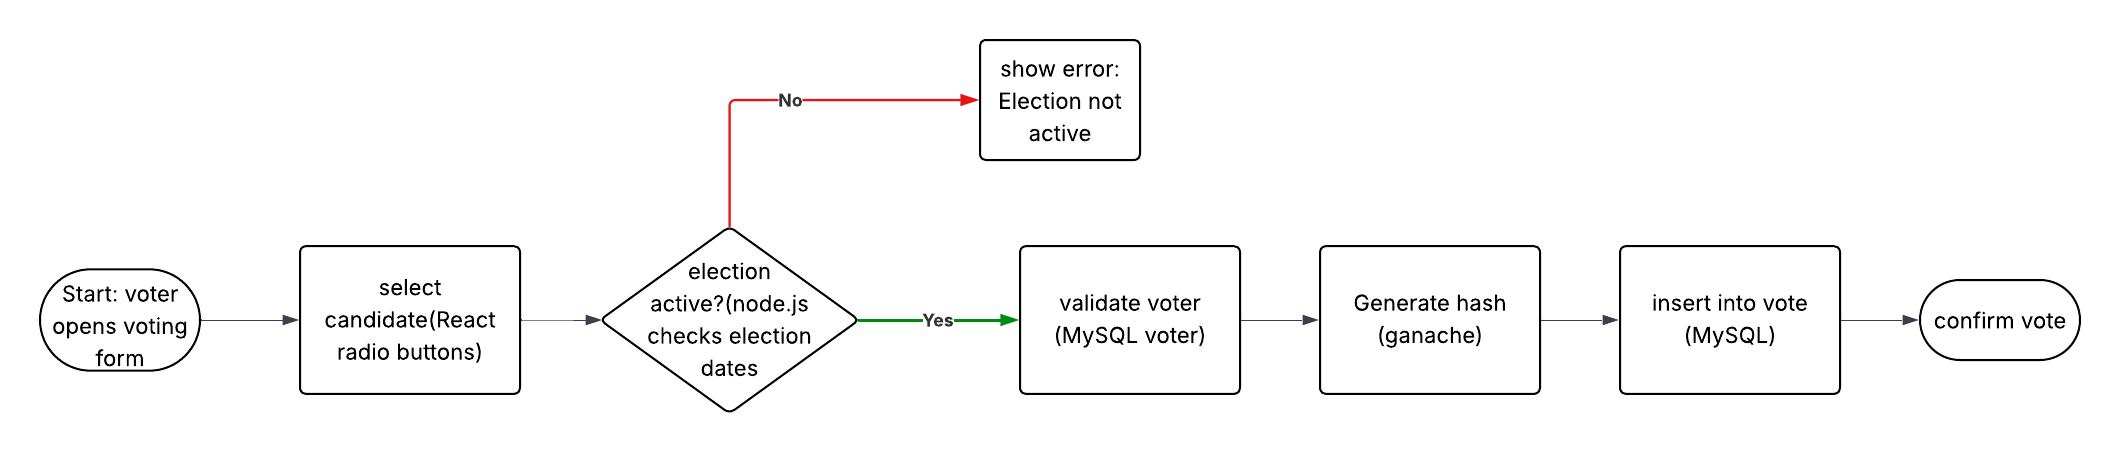 Start: voter
opens voting
form
select
candidate(React
radio buttons)
election
active?(node.js
checks election
dates
No
show error:
Election not
active
Yes
validate voter
(MySQL voter)
Generate hash
(ganache)
insert into vote
(MySQL)
confirm vote